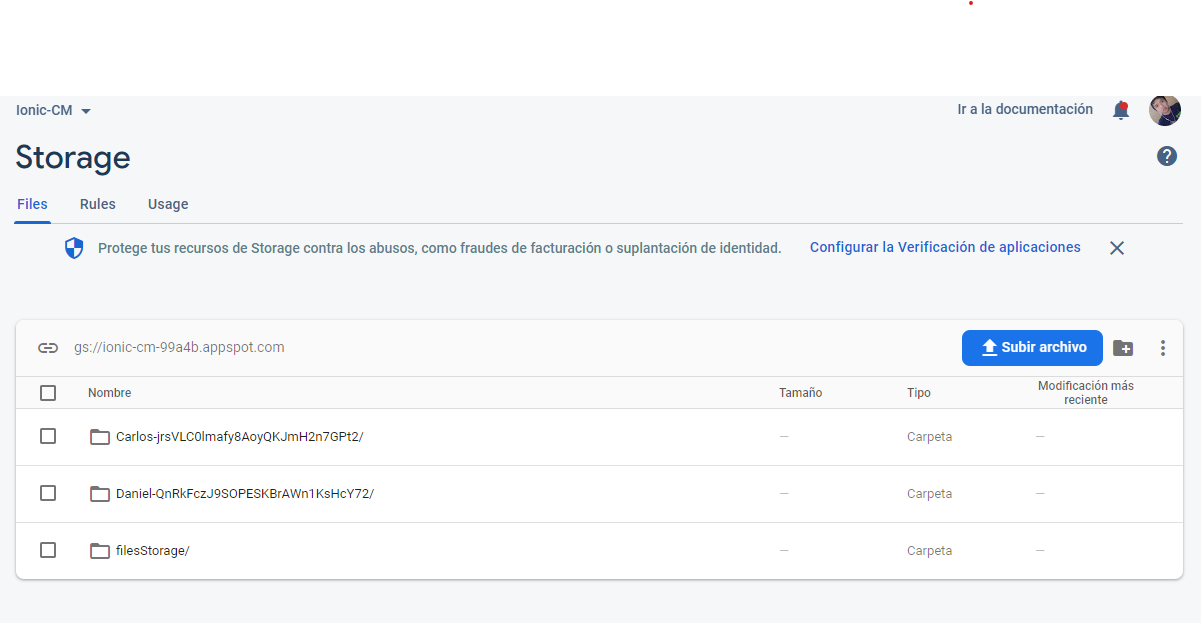 Ionic-CM
Ir a la documentación
Storage
?
Files Rules Usage
Protege tus recursos de Storage contra los abusos, como fraudes de facturación o suplantación de identidad. Configurar la Verificación de aplicaciones
gs://ionic-cm-99a4b.appspot.com
Subir archivo
Nombre Tamaño Tipo Modificación más
reciente
Carlos-jrsVLC0lmafy8AoyQKJmH2n7GPt2/ — Carpeta —
Daniel-QnRkFczJ9SOPESKBrAWn1KsHcY72/ — Carpeta —
filesStorage/ — Carpeta —